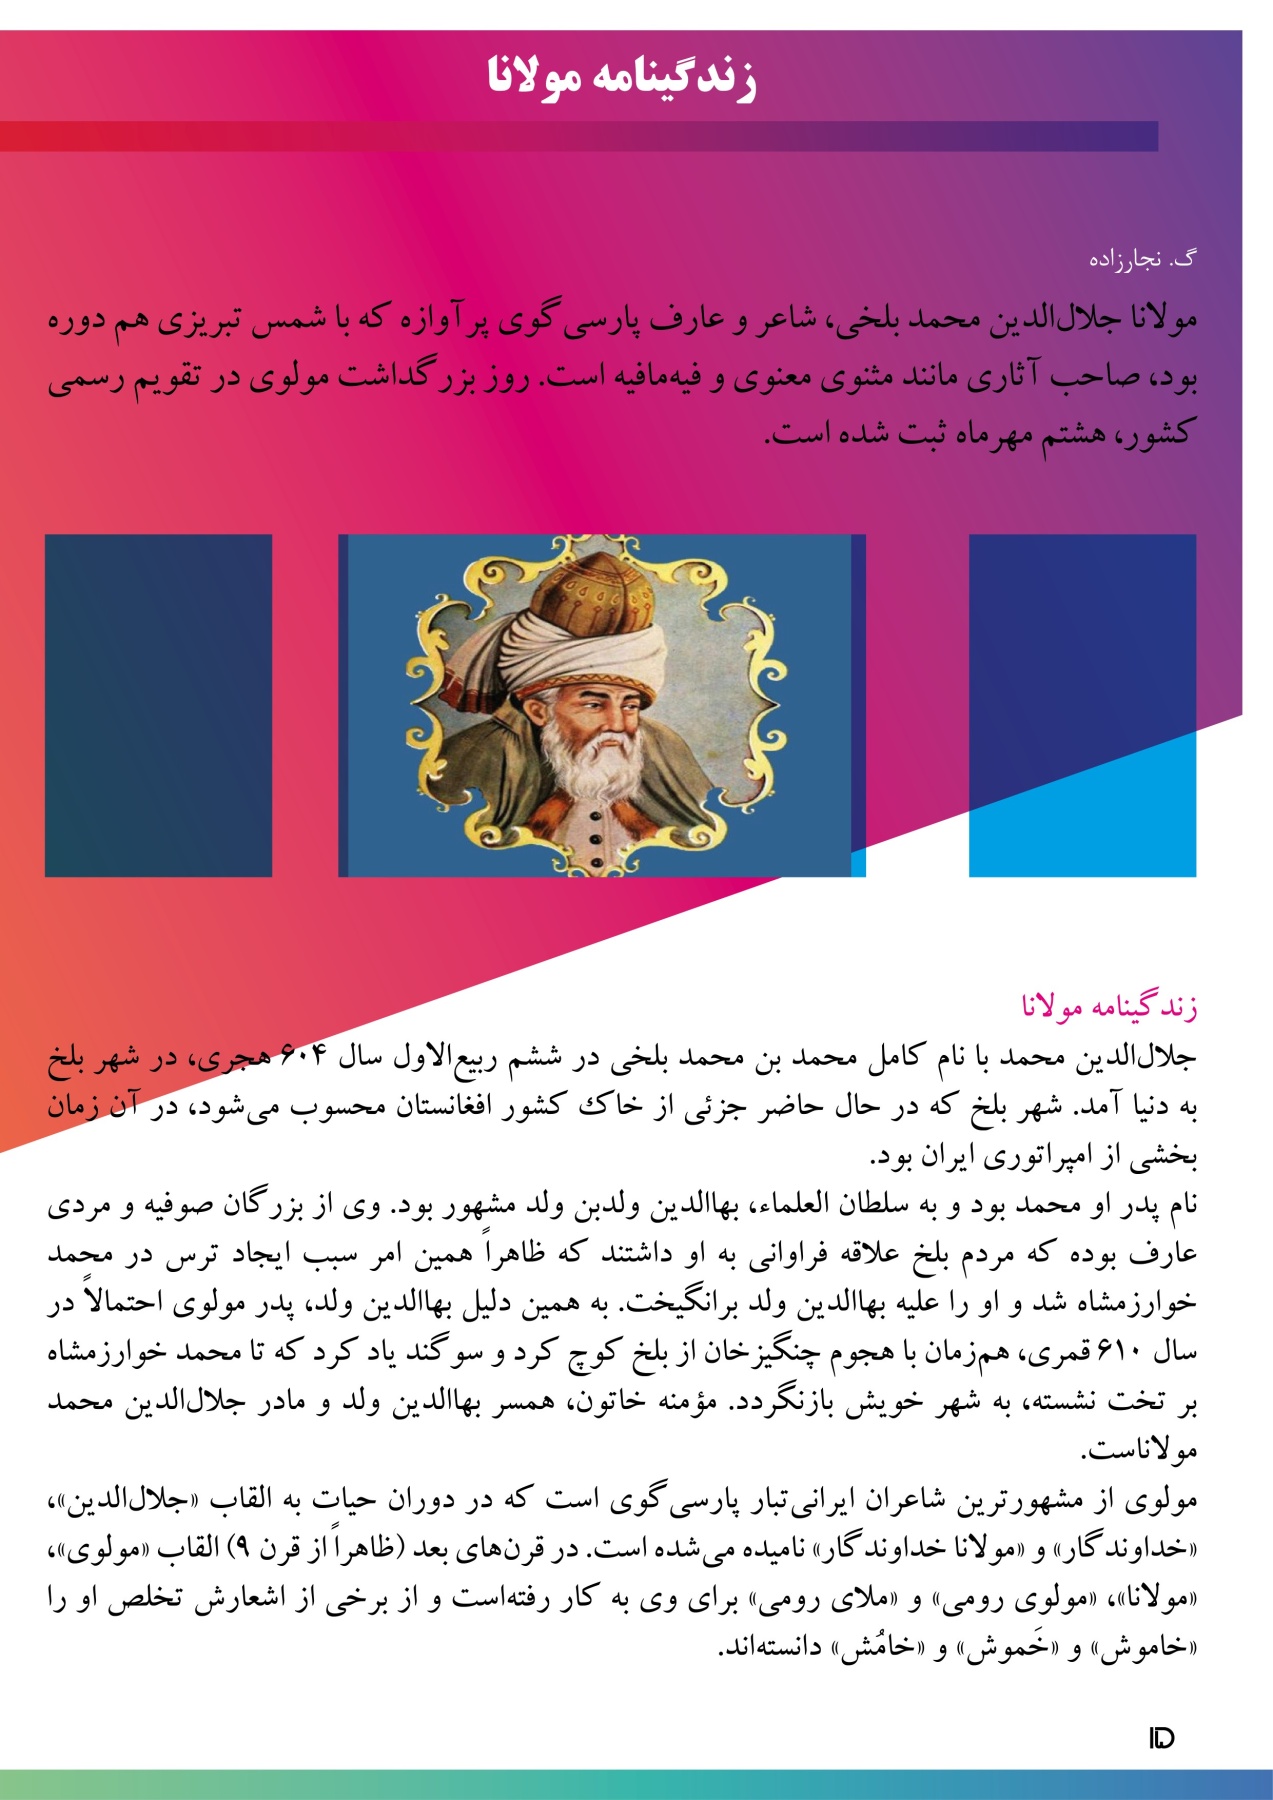 زندگینامه مولانا
گ. نجارزاده
مولانا جلال‌الدین محمد بلخی، شاعر و عارف پارسی‌گوی پرآوازه که با شمس تبریزی هم دوره
بود، صاحب آثاری مانند مثنوی معنوی و فیه‌مافیه است. روز بزرگداشت مولوی در تقویم رسمی
کشور، هشتم مهرماه ثبت شده است.
زندگینامه مولانا
جلال‌الدین محمد با نام کامل محمد بن محمد بلخی در ششم ربیع‌الاول سال ۶۰۴ هجری، در شهر بلخ
به دنیا آمد. شهر بلخ که در حال حاضر جزئی از خاک کشور افغانستان محسوب می‌شود، در آن زمان
بخشی از امپراتوری ایران بود.
نام پدر او محمد بود و به سلطان العلماء، بهاالدین ولدبن ولد مشهور بود. وی از بزرگان صوفیه و مردی
عارف بوده که مردم بلخ علاقه فراوانی به او داشتند که ظاهراً همین امر سبب ایجاد ترس در محمد
خوارزمشاه شد و او را علیه بهاالدین ولد برانگیخت. به همین دلیل بهاالدین ولد، پدر مولوی احتمالاً در
سال ۶۱۰ قمری، هم‌زمان با هجوم چنگیزخان از بلخ کوچ کرد و سوگند یاد کرد که تا محمد خوارزمشاه
بر تخت نشسته، به شهر خویش بازنگردد. مؤمنه خاتون، همسر بهاالدین ولد و مادر جلال‌الدین محمد
مولاناست.
مولوی از مشهورترین شاعران ایرانی‌تبار پارسی‌گوی است که در دوران حیات به القاب «جلال‌الدین»،
«خداوندگار» و «مولانا خداوندگار» نامیده می‌شده است. در قرن‌های بعد (ظاهراً از قرن ۹) القاب «مولوی»،
«مولانا»، «مولوی رومی» و «ملای رومی» برای وی به کار رفته‌است و از برخی از اشعارش تخلص او را
«خاموش» و «خَموش» و «خامُش» دانسته‌اند.